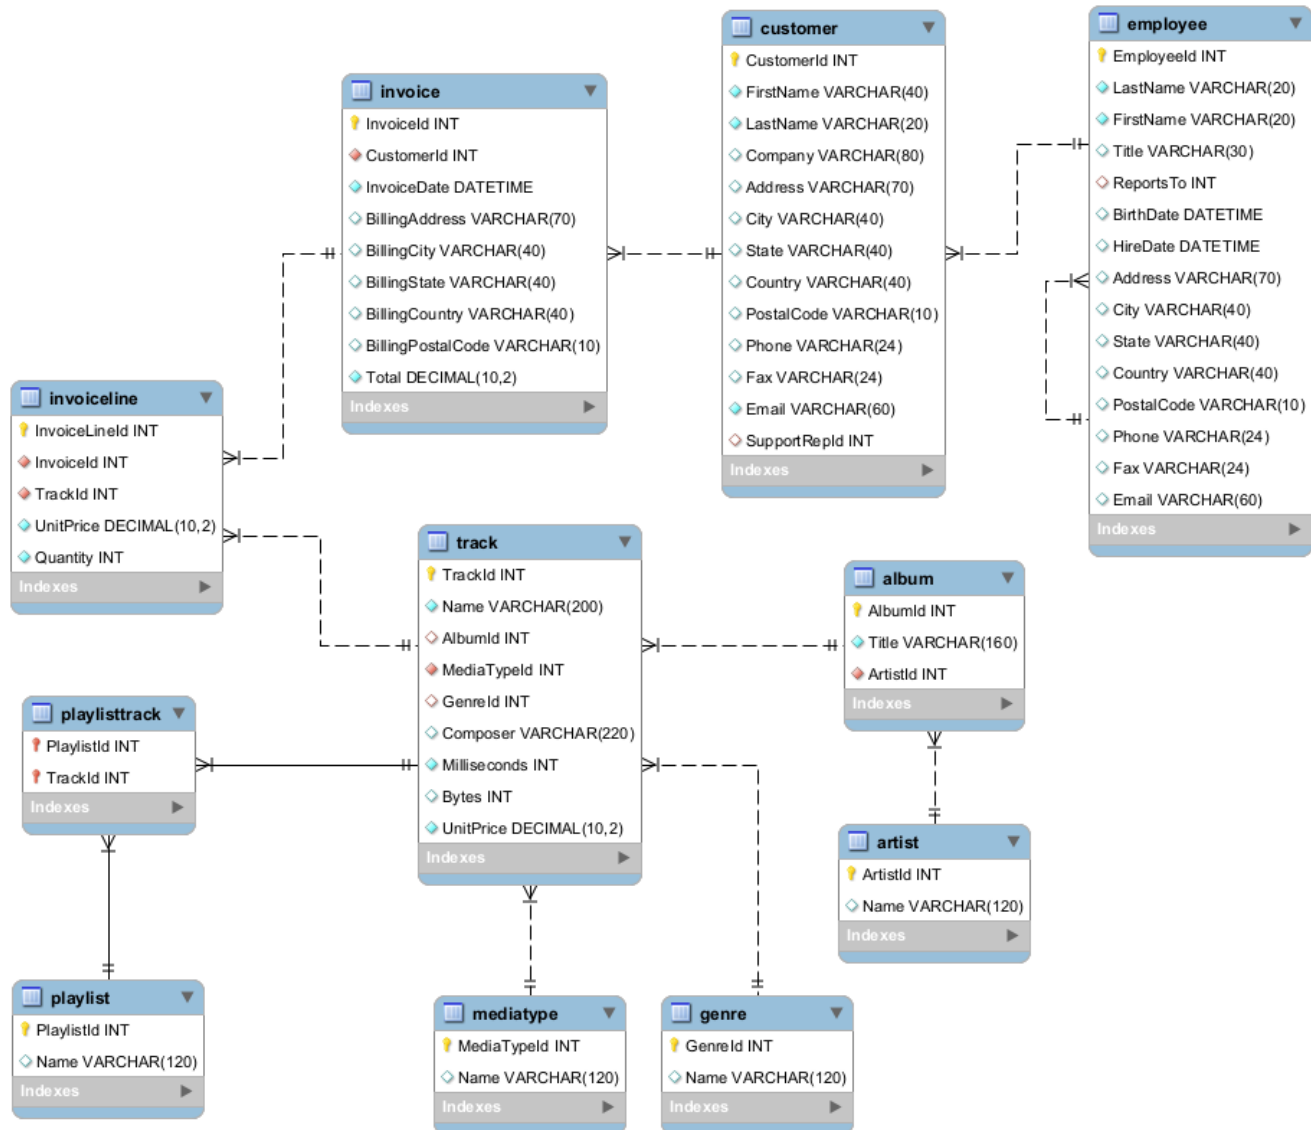 customer
CustomerId INT
FirstName VARCHAR(40)
LastName VARCHAR(20)
Company VARCHAR(80)
Address VARCHAR(70)
City VARCHAR(40)
State VARCHAR(40)
Country VARCHAR(40)
PostalCode VARCHAR(10)
Phone VARCHAR(24)
Fax VARCHAR(24)
Email VARCHAR(60)
SupportRepId INT
Indexes
employee
EmployeeId INT
LastName VARCHAR(20)
FirstName VARCHAR(20)
Title VARCHAR(30)
ReportsTo INT
BirthDate DATETIME
HireDate DATETIME
Address VARCHAR(70)
City VARCHAR(40)
State VARCHAR(40)
Country VARCHAR(40)
PostalCode VARCHAR(10)
Phone VARCHAR(24)
Fax VARCHAR(24)
Email VARCHAR(60)
Indexes
invoice
InvoiceId INT
CustomerId INT
InvoiceDate DATETIME
BillingAddress VARCHAR(70)
BillingCity VARCHAR(40)
BillingState VARCHAR(40)
BillingCountry VARCHAR(40)
BillingPostalCode VARCHAR(10)
Total DECIMAL(10,2)
Indexes
invoiceline
InvoiceLineId INT
InvoiceId INT
TrackId INT
UnitPrice DECIMAL(10,2)
Quantity INT
Indexes
track
TrackId INT
Name VARCHAR(200)
AlbumId INT
MediaTypeId INT
GenreId INT
Composer VARCHAR(220)
Milliseconds INT
Bytes INT
UnitPrice DECIMAL(10,2)
Indexes
album
AlbumId INT
Title VARCHAR(160)
ArtistId INT
Indexes
playlisttrack
PlaylistId INT
TrackId INT
Indexes
artist
ArtistId INT
Name VARCHAR(120)
Indexes
playlist
PlaylistId INT
Name VARCHAR(120)
Indexes
mediatype
MediaTypeId INT
Name VARCHAR(120)
Indexes
genre
GenreId INT
Name VARCHAR(120)
Indexes